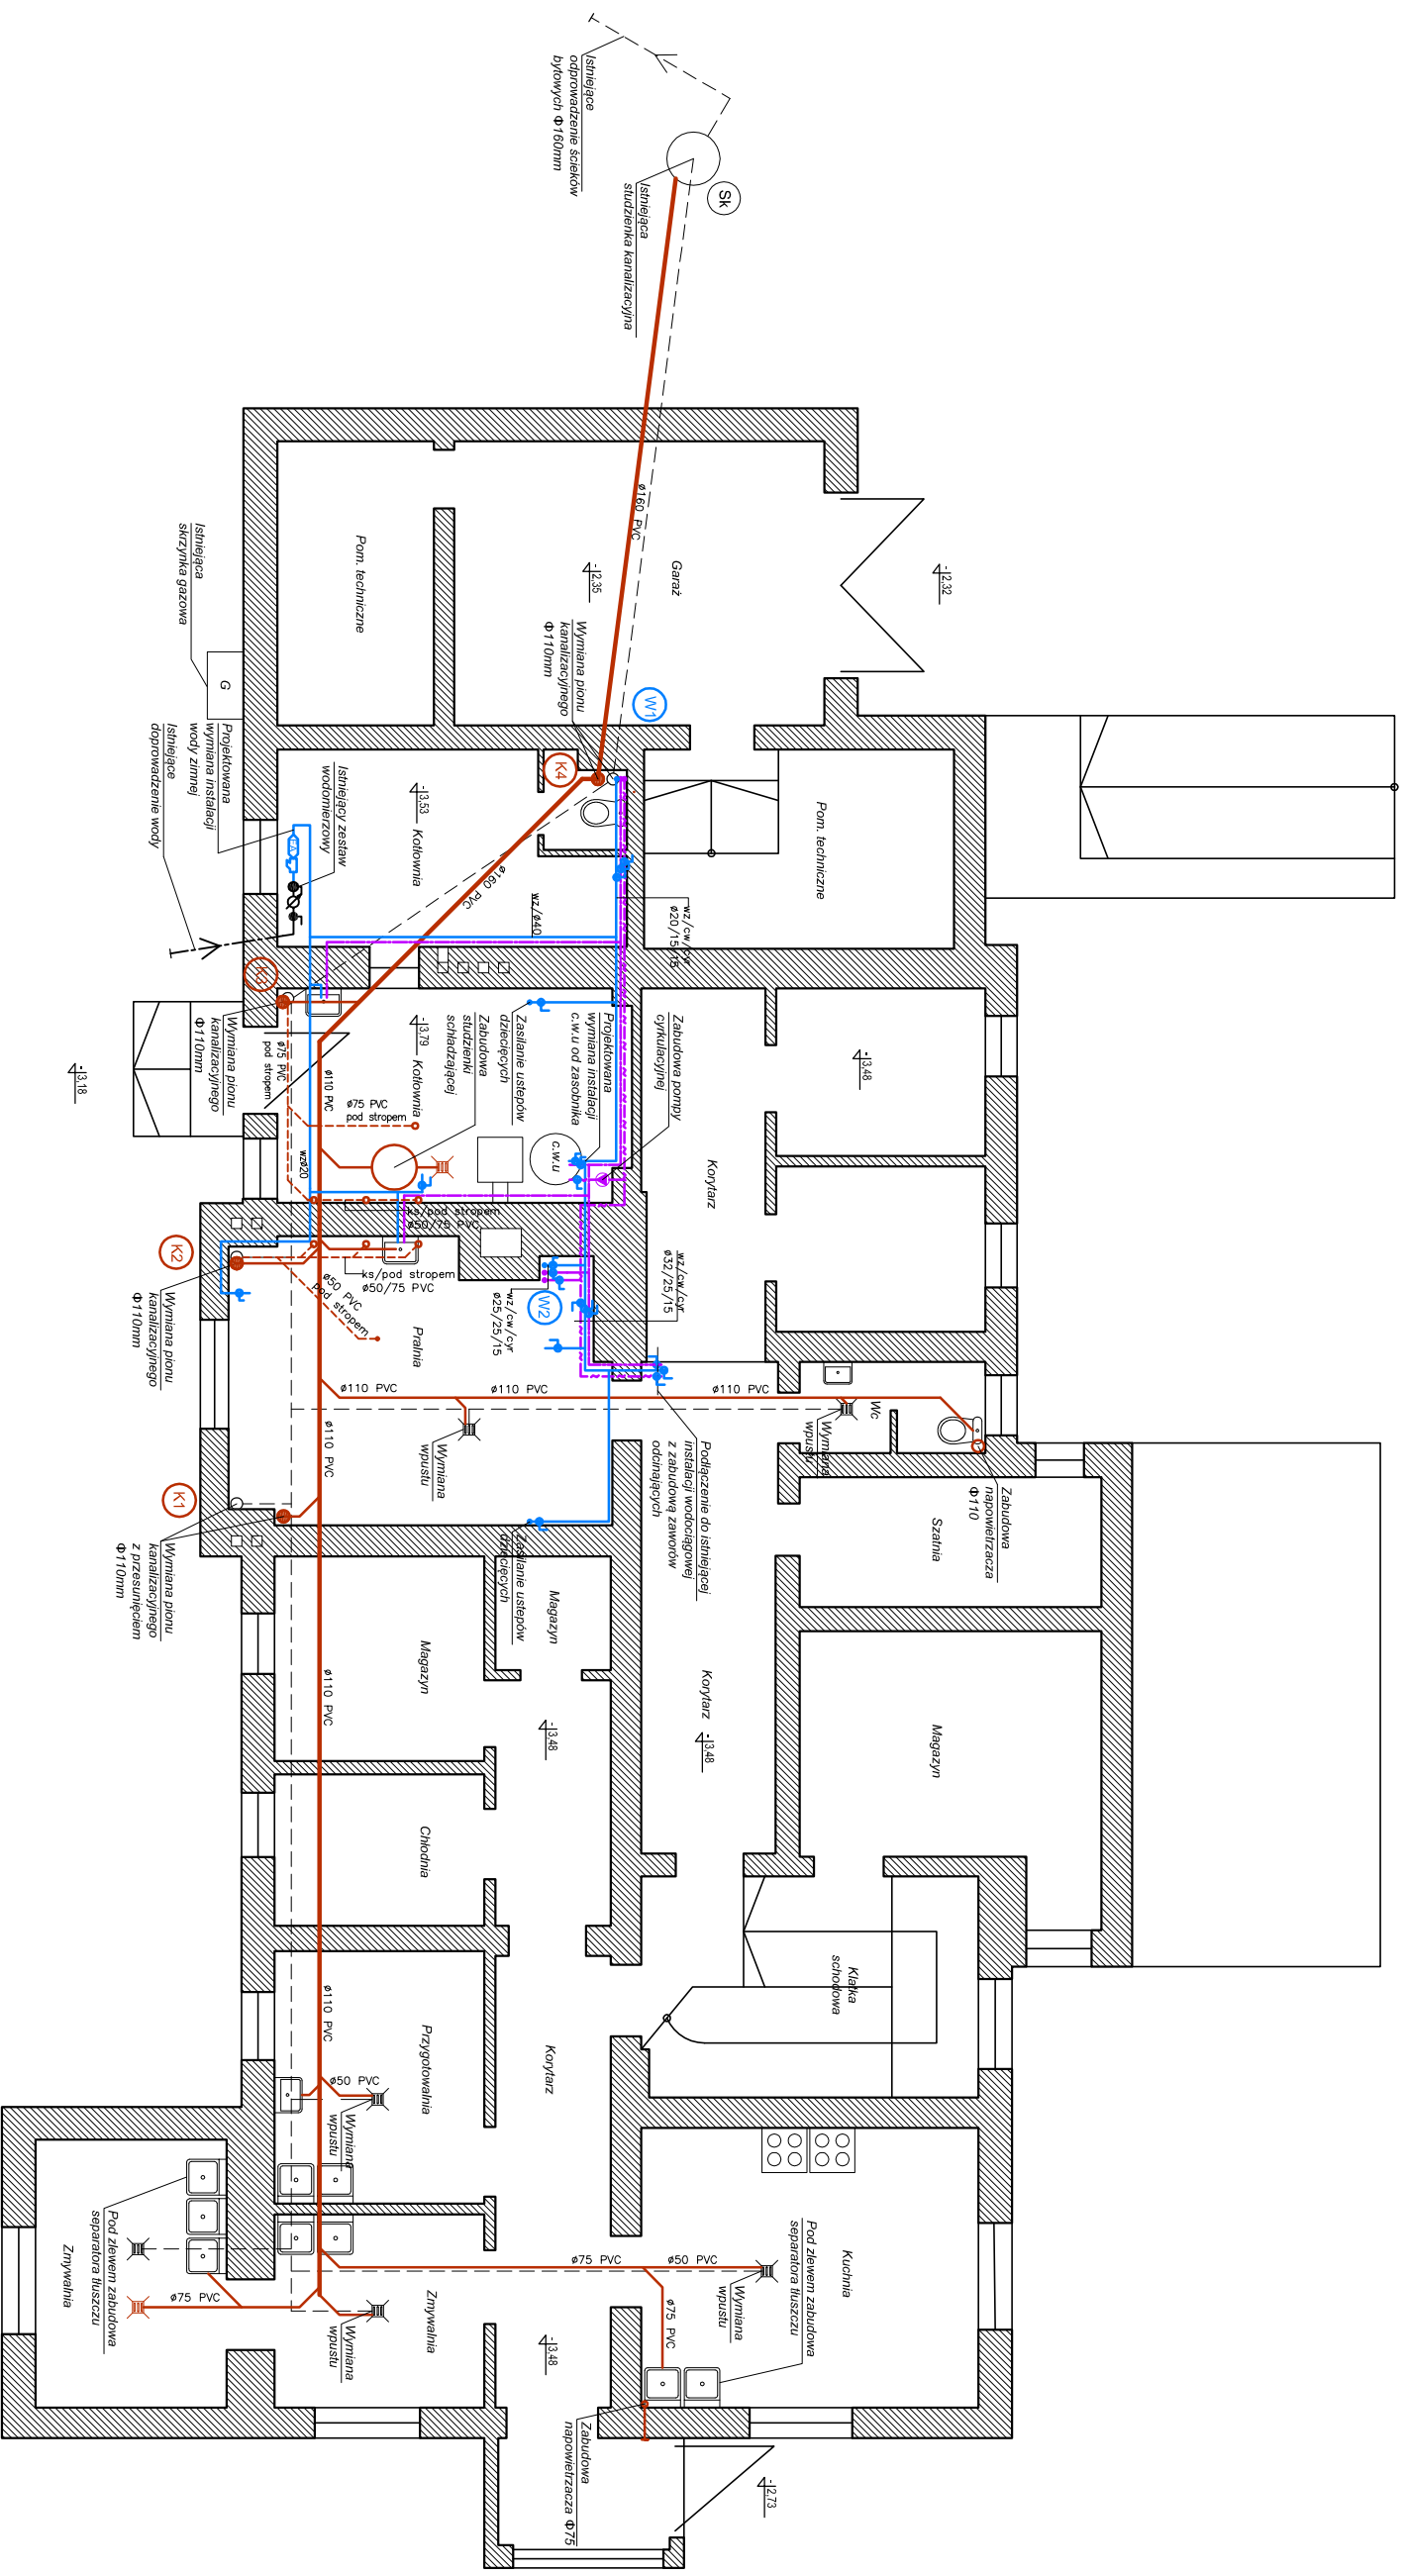 Istniejące
odprowadzenie ścieków
bytowych Φ160mm
Sk
Istniejąca
studzienka kanalizacyjna
ø160 PVC
Garaż
-2,35
-2,32
Pom. techniczne
Istniejąca
skrzynka gazowa
G
Projektowana
wymiana instalacji
wody zimnej
Istniejące
doprowadzenie wody
Wymiana pionu
kanalizacyjnego
Φ110mm
W1
K4
Istniejący zestaw
wodomierzowy
-3,53
Kotłownia
ø160 PVC
wz/ø40
wz/cw/cyr
ø20/15/15
Pom. techniczne
K3
Wymiana pionu
kanalizacyjnego
Φ110mm
-3,18
ø75 PVC
pod stropem
ø110 PVC
ø75 PVC
pod stropem
-3,79
Kotłownia
Zabudowa
studzienki
schładzającej
Zasilanie ustępów
dziecięcych
Projektowana
wymiana instalacji
c.w.u od zasobnika
Zabudowa pompy
cyrkulacyjnej
c.w.u
-3,48
Korytarz
wzø20
ks/pod stropem
ø50/75 PVC
ks/pod stropem
ø50/75 PVC
K2
Wymiana pionu
kanalizacyjnego
Φ110mm
ø50 PVC
pod stropem
Pralnia
W2
wz/cw/cyr
ø25/25/15
wz/cw/cyr
ø32/25/15
ø110 PVC
ø110 PVC
ø110 PVC
ø110 PVC
Wymiana
wpustu
Wc
Wymiana
wpustu
Zabudowa
napowietrzacza
Φ110
Podłączenie do istniejącej
instalacji wodociągowej
z zabudową zaworów
odcinających
K1
Wymiana pionu
kanalizacyjnego
z przesunięciem
Φ110mm
Zasilanie ustępów
dziecięcych
Szatnia
Magazyn
Magazyn
ø110 PVC
-3,48
Korytarz
-3,48
Magazyn
Chłodnia
Klatka
schodowa
ø110 PVC
Przygotowalnia
Korytarz
ø50 PVC
Wymiana
wpustu
Pod zlewem zabudowa
separatora tłuszczu
Zmywalnia
ø75 PVC
Wymiana
wpustu
Zmywalnia
ø75 PVC
ø50 PVC
ø75 PVC
Wymiana
wpustu
Pod zlewem zabudowa
separatora tłuszczu
Kuchnia
-3,48
Zabudowa
napowietrzacza Φ75
-2,73